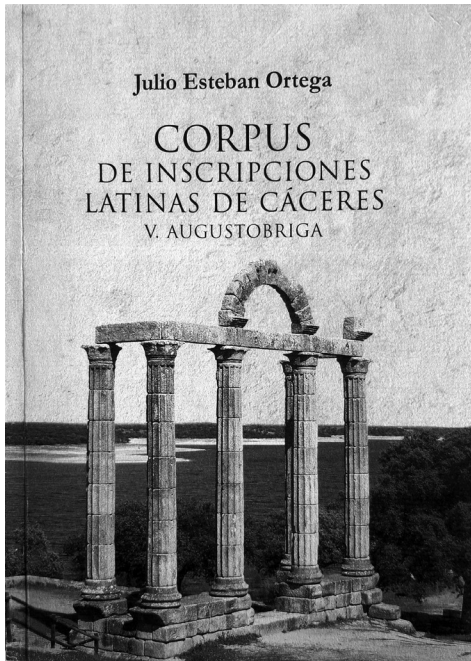 Julio Esteban Ortega
CORPUS
DE INSCRIPCIONES
LATINAS DE CÁCERES
V. AUGUSTOBRIGA